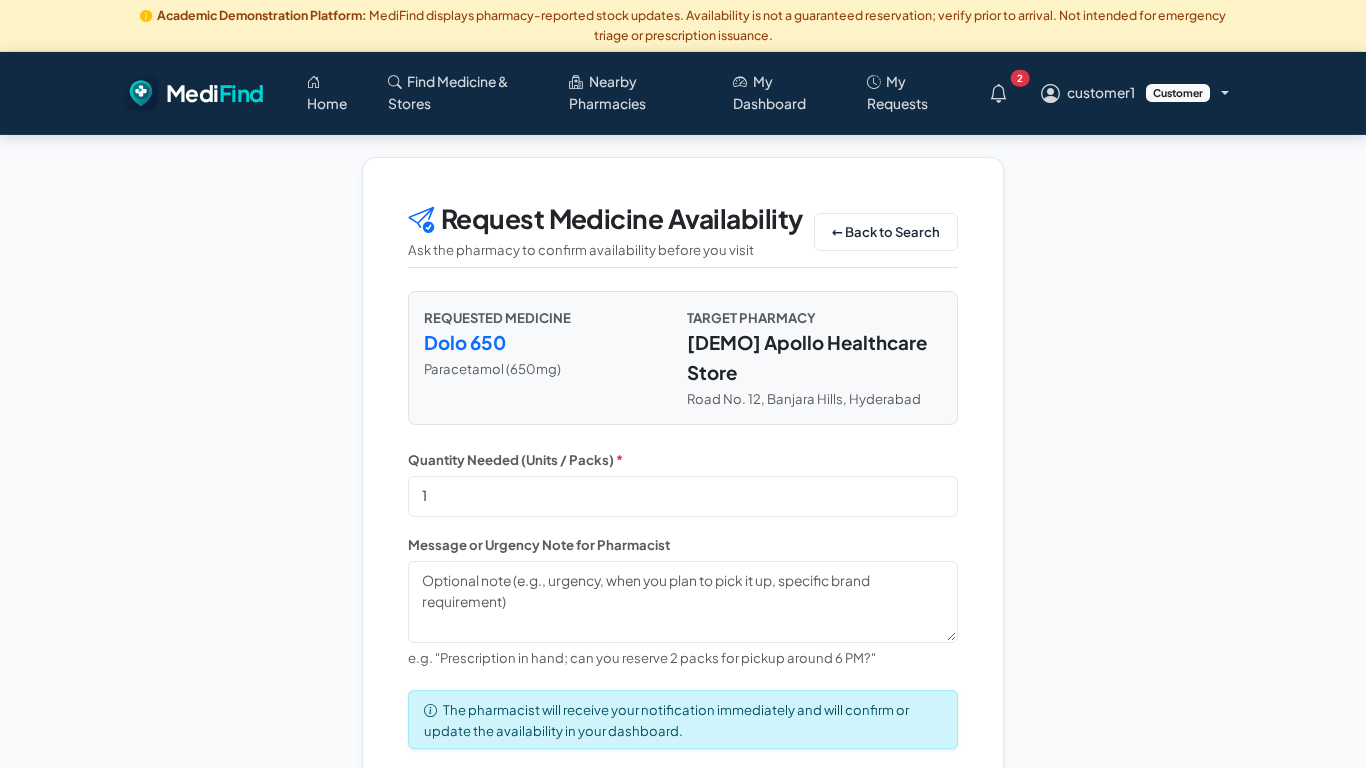 Academic Demonstration Platform: MediFind displays pharmacy-reported stock updates. Availability is not a guaranteed reservation; verify prior to arrival. Not intended for emergency
triage or prescription issuance.
MediFind
Home
Find Medicine &
Stores
Nearby
Pharmacies
My
Dashboard
My
Requests
2
customer1
Customer
Request Medicine Availability
Ask the pharmacy to confirm availability before you visit
← Back to Search
REQUESTED MEDICINE
Dolo 650
Paracetamol (650mg)
TARGET PHARMACY
[DEMO] Apollo Healthcare
Store
Road No. 12, Banjara Hills, Hyderabad
Quantity Needed (Units / Packs) *
1
Message or Urgency Note for Pharmacist
Optional note (e.g., urgency, when you plan to pick it up, specific brand
requirement)
e.g. "Prescription in hand; can you reserve 2 packs for pickup around 6 PM?"
The pharmacist will receive your notification immediately and will confirm or
update the availability in your dashboard.